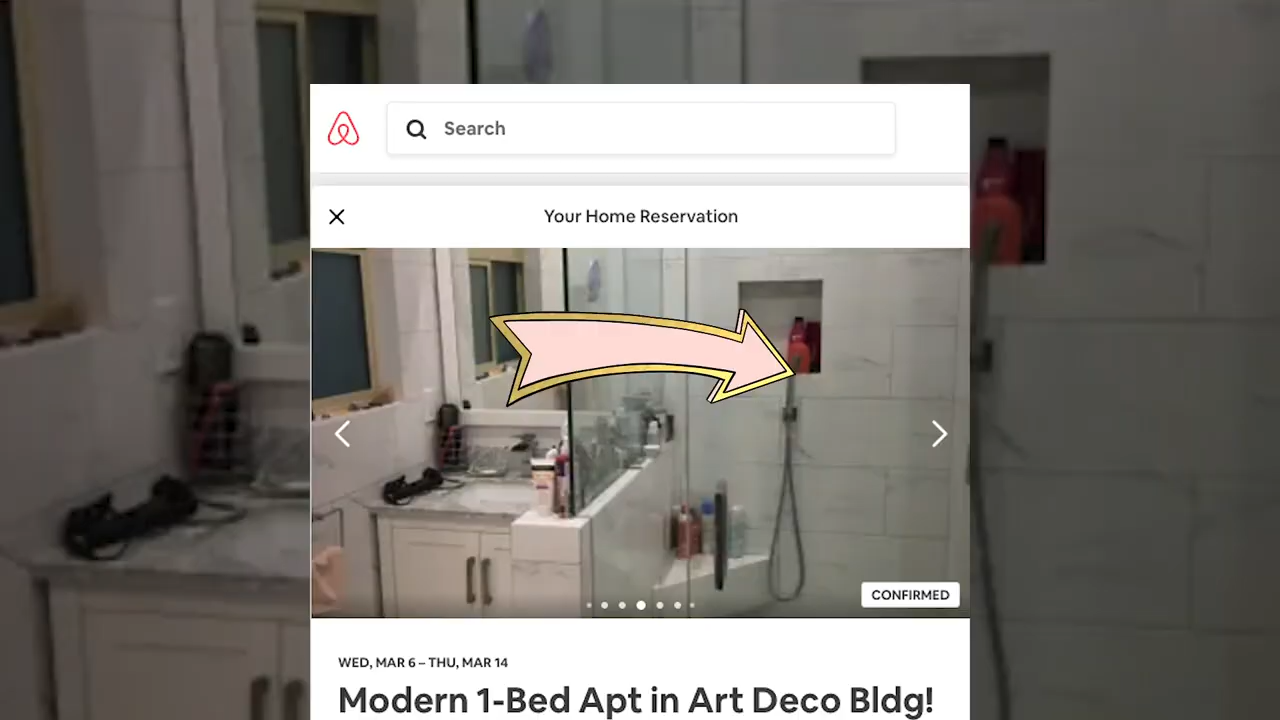 Search
Your Home Reservation
CONFIRMED
WED, MAR 6 – THU, MAR 14
Modern 1-Bed Apt in Art Deco Bldg!